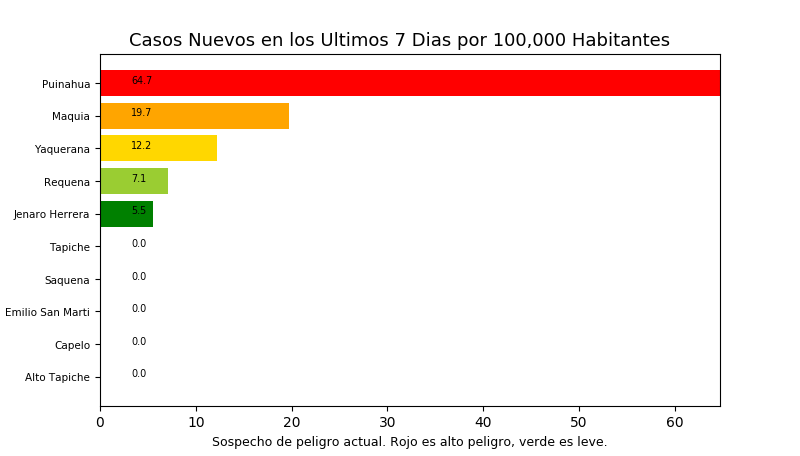 Casos Nuevos en los Ultimos 7 Dias por 100,000 Habitantes
Puinahua 64.7
Maquia 19.7
Yaquerana 12.2
Requena 7.1
Jenaro Herrera 5.5
Tapiche 0.0
Saquena 0.0
Emilio San Marti 0.0
Capelo 0.0
Alto Tapiche 0.0
0 10 20 30 40 50 60
Sospecho de peligro actual. Rojo es alto peligro, verde es leve.